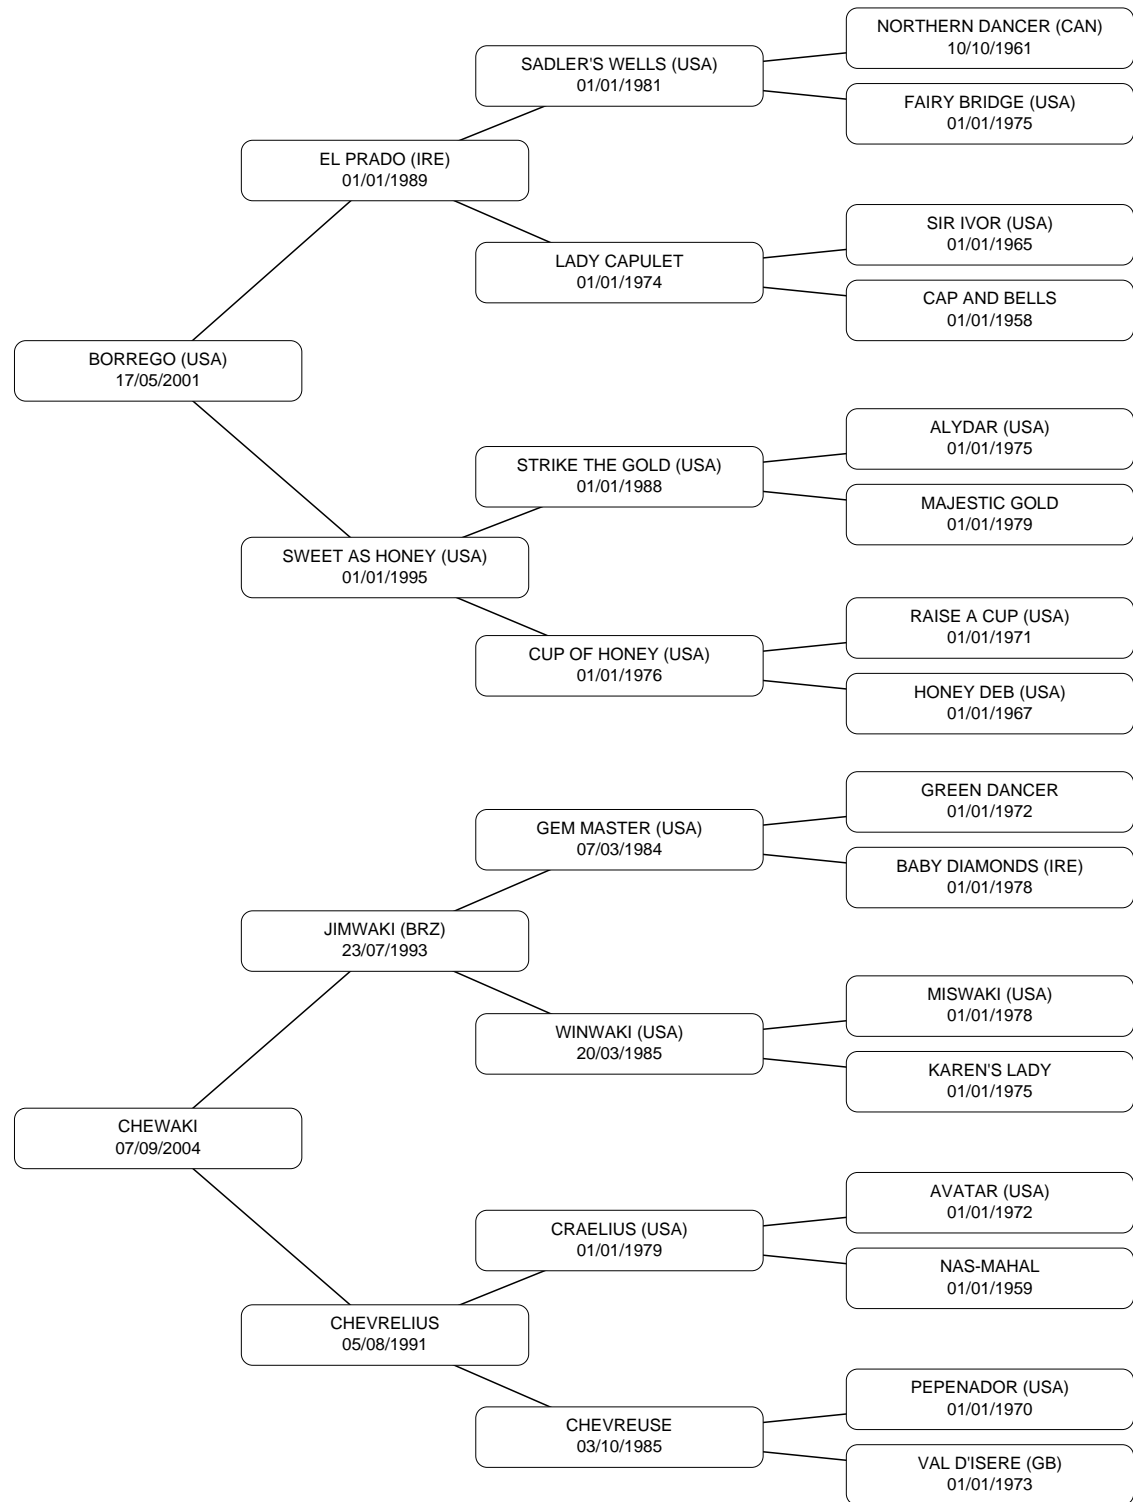 NORTHERN DANCER (CAN)
10/10/1961
SADLER'S WELLS (USA)
01/01/1981
FAIRY BRIDGE (USA)
01/01/1975
EL PRADO (IRE)
01/01/1989
SIR IVOR (USA)
01/01/1965
LADY CAPULET
01/01/1974
CAP AND BELLS
01/01/1958
BORREGO (USA)
17/05/2001
ALYDAR (USA)
01/01/1975
STRIKE THE GOLD (USA)
01/01/1988
MAJESTIC GOLD
01/01/1979
SWEET AS HONEY (USA)
01/01/1995
RAISE A CUP (USA)
01/01/1971
CUP OF HONEY (USA)
01/01/1976
HONEY DEB (USA)
01/01/1967
GREEN DANCER
01/01/1972
GEM MASTER (USA)
07/03/1984
BABY DIAMONDS (IRE)
01/01/1978
JIMWAKI (BRZ)
23/07/1993
MISWAKI (USA)
01/01/1978
WINWAKI (USA)
20/03/1985
KAREN'S LADY
01/01/1975
CHEWAKI
07/09/2004
AVATAR (USA)
01/01/1972
CRAELIUS (USA)
01/01/1979
NAS-MAHAL
01/01/1959
CHEVRELIUS
05/08/1991
PEPENADOR (USA)
01/01/1970
CHEVREUSE
03/10/1985
VAL D'ISERE (GB)
01/01/1973